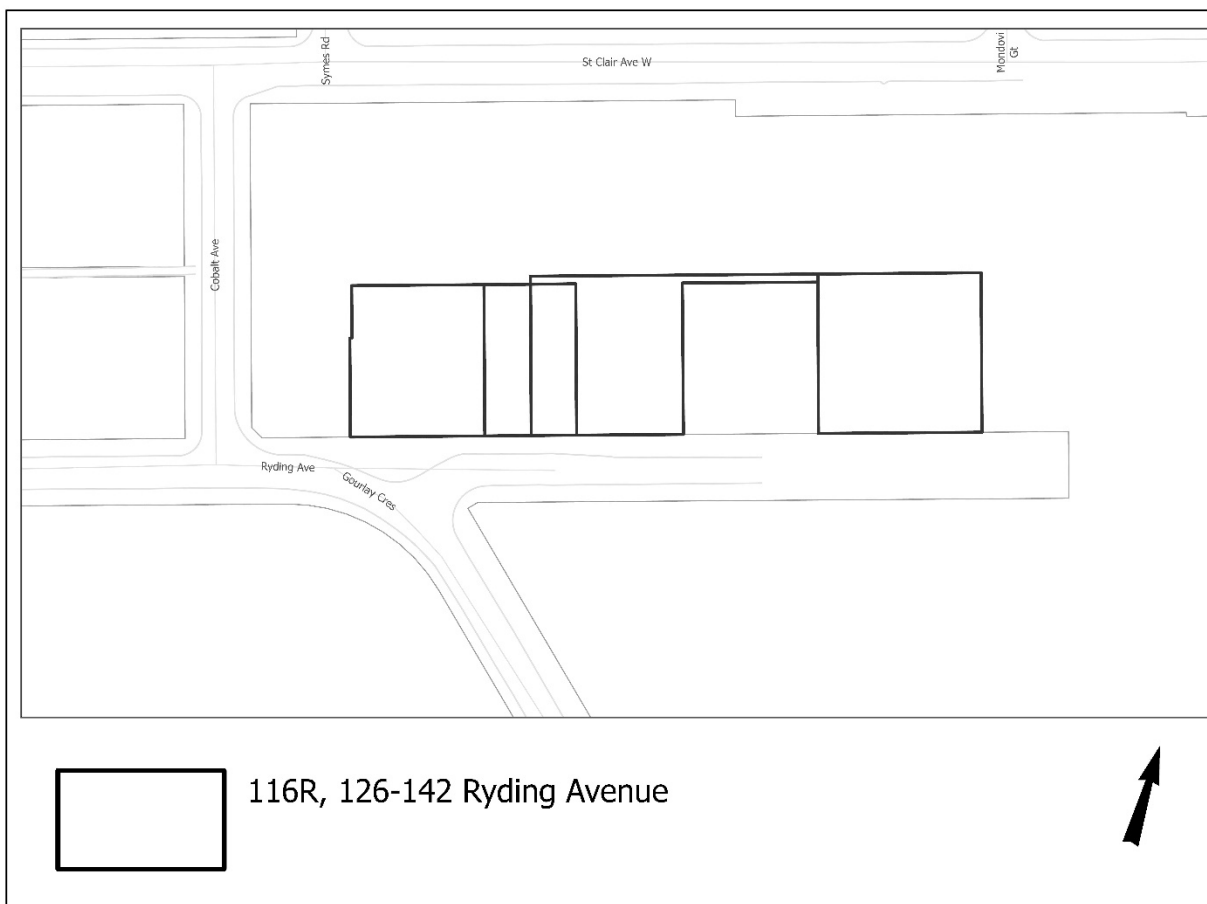 Symes Rd
St Clair Ave W
Mondovi
Gt
Cobalt Ave
Ryding Ave
Gourlay Cres
116R, 126-142 Ryding Avenue